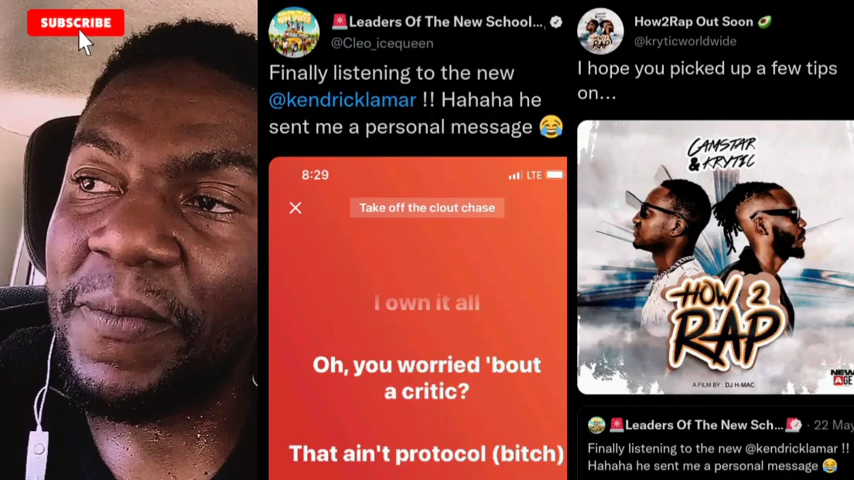 SUBSCRIBE
🚨Leaders Of The New School...,
@Cleo_icequeen
Finally listening to the new
@kendricklamar !! Hahaha he
sent me a personal message 😂
8:29
LTE
Take off the clout chase
I own it all
Oh, you worried 'bout
a critic?
That ain't protocol (bitch)
How2Rap Out Soon 🥑
@kryticworldwide
I hope you picked up a few tips
on...
CAMSTAR
& KRYTIC
HOW 2
RAP
A FILM BY DJ H-MAC
NEW
AGE
🚨Leaders Of The New Sch...🚨 · 22 May
Finally listening to the new @kendricklamar !!
Hahaha he sent me a personal message 😂